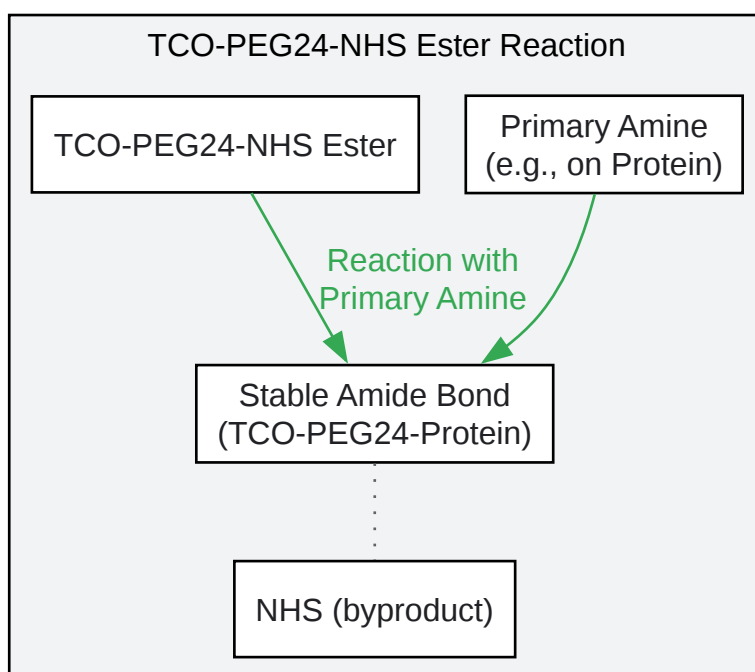 TCO-PEG24-NHS Ester Reaction
TCO-PEG24-NHS Ester
Primary Amine
(e.g., on Protein)
Reaction with
Primary Amine
Stable Amide Bond
(TCO-PEG24-Protein)
NHS (byproduct)